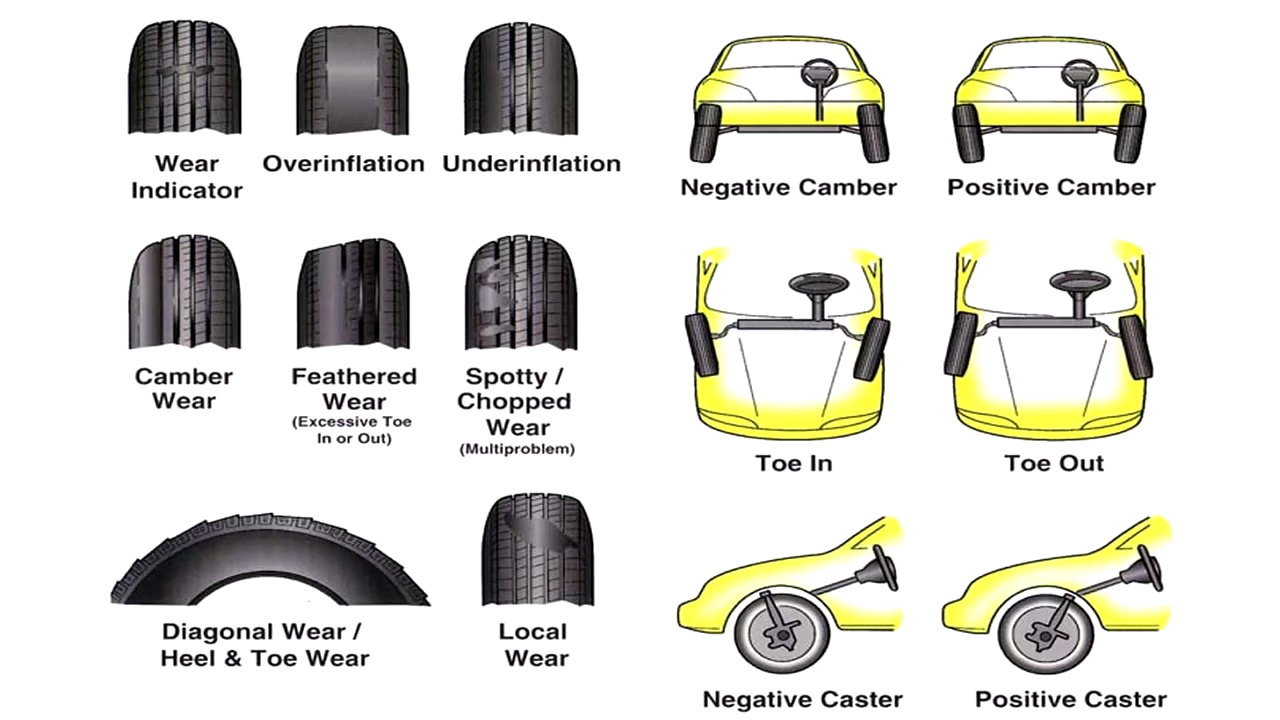 Wear
Indicator
Overinflation
Underinflation
Negative Camber
Positive Camber
Camber
Wear
Feathered
Wear
(Excessive Toe
In or Out)
Spotty /
Chopped
Wear
(Multiproblem)
Toe In
Toe Out
Diagonal Wear /
Heel & Toe Wear
Local
Wear
Negative Caster
Positive Caster